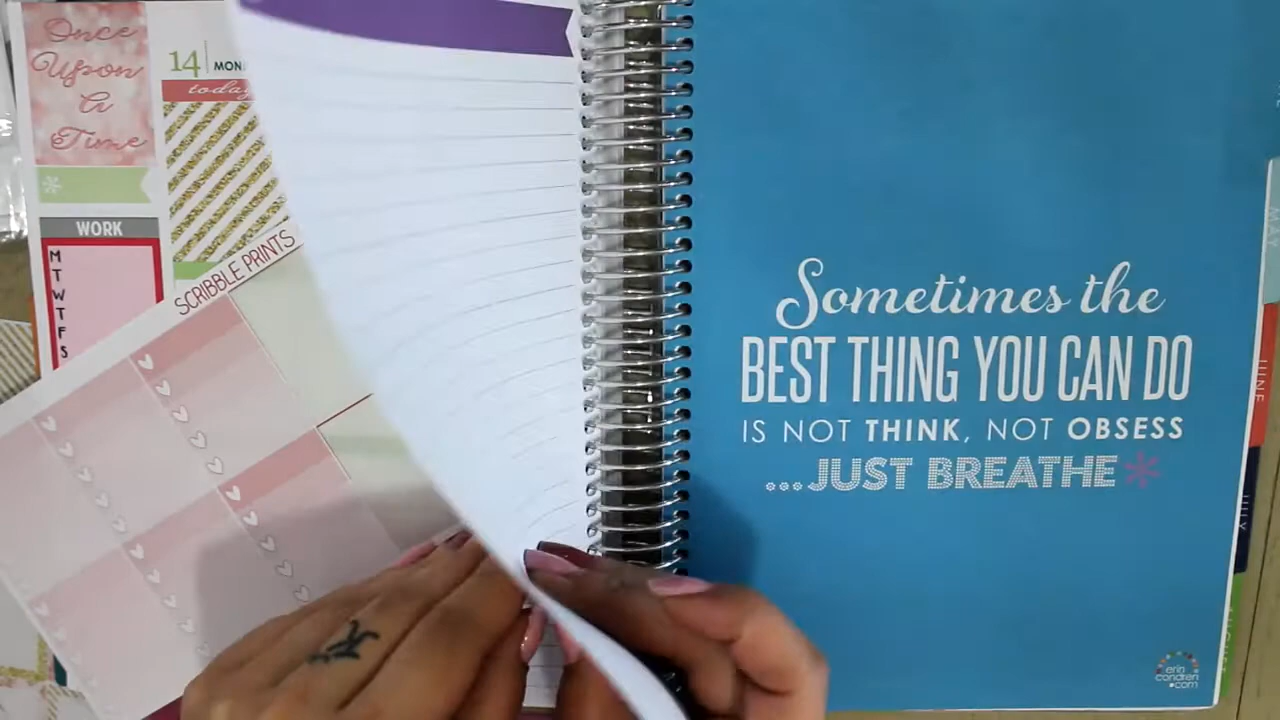 Once
Upon
A
Time
14 MON
today
WORK
M
T
W
T
F
S
SCRIBBLE PRINTS
Sometimes the
BEST THING YOU CAN DO
IS NOT THINK, NOT OBSESS
...JUST BREATHE*
erin
condren
.com
JUNE
JULY